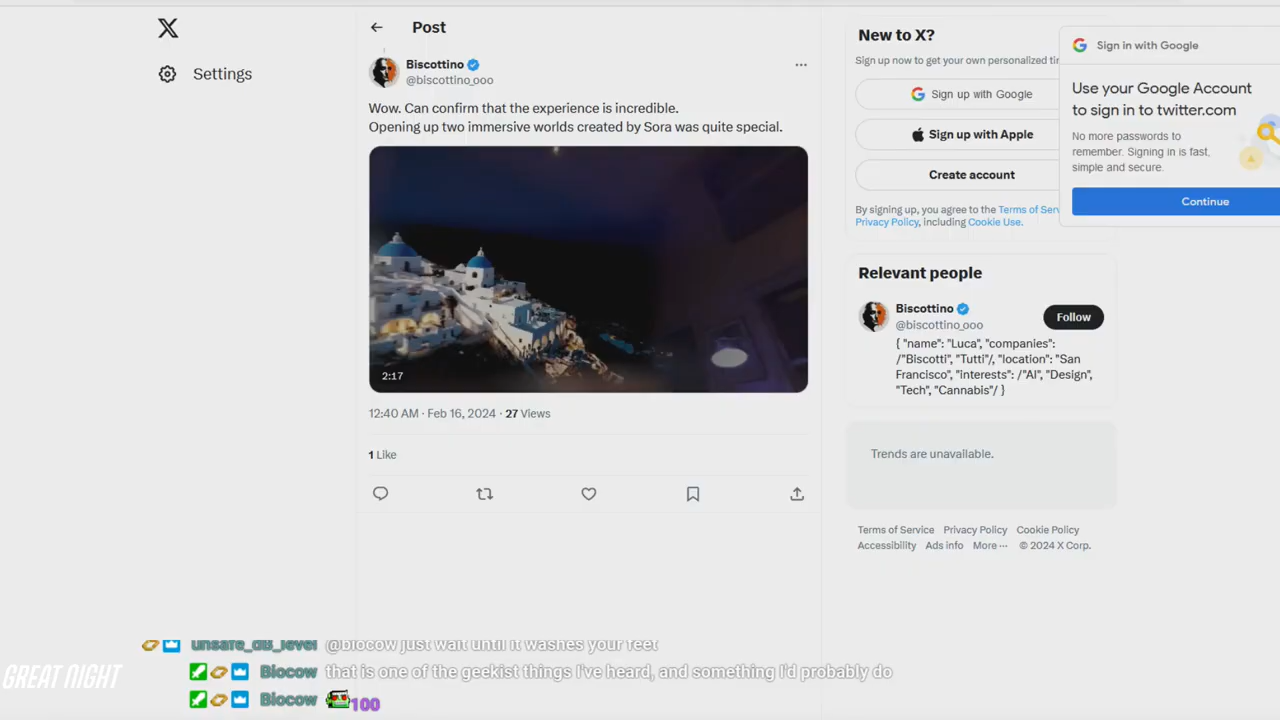 Settings
Post
Biscottino
@biscottino_ooo
Wow. Can confirm that the experience is incredible.
Opening up two immersive worlds created by Sora was quite special.
2:17
12:40 AM · Feb 16, 2024 · 27 Views
1 Like
New to X?
Sign up now to get your own personalized
Sign up with Google
Sign up with Apple
Create account
By signing up, you agree to the Terms of
Privacy Policy, including Cookie Use.
Sign in with Google
Use your Google Account
to sign in to twitter.com
No more passwords to
remember. Signing in is fast,
simple and secure.
Continue
Relevant people
Biscottino
@biscottino_ooo
Follow
{ "name": "Luca", "companies":
/"Biscotti", "Tutti"/, "location": "San
Francisco", "interests": /"AI", "Design",
"Tech", "Cannabis"/ }
Trends are unavailable.
Terms of Service Privacy Policy Cookie Policy
Accessibility Ads info More ··· © 2024 X Corp.
unsafe_dB_level @biocow just wait until it washes your feet
Biocow that is one of the geekist things I've heard, and something I'd probably do
Biocow 100
GREAT NIGHT